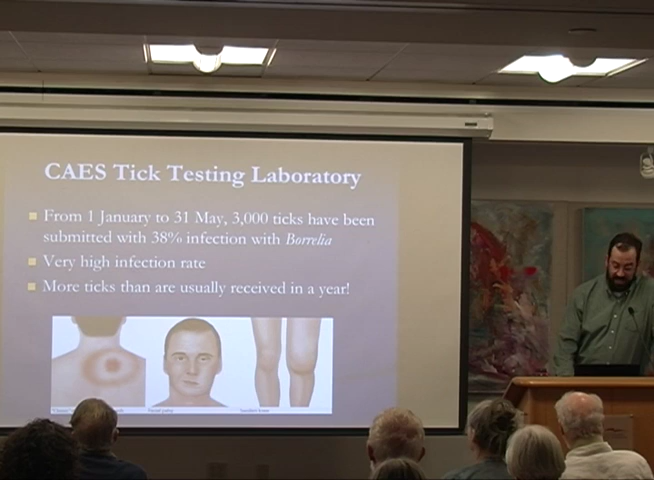 CAES Tick Testing Laboratory
From 1 January to 31 May, 3,000 ticks have been
submitted with 38% infection with Borrelia
Very high infection rate
More ticks than are usually received in a year!
Facial palsy